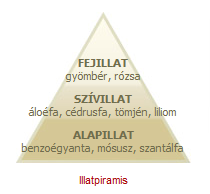 FEJILLAT
gyömbér, rózsa
SZÍVILLAT
áloéfa, cédrusfa, tömjén, liliom
ALAPILLAT
benzoégyanta, mósusz, szantálfa
Illatpiramis